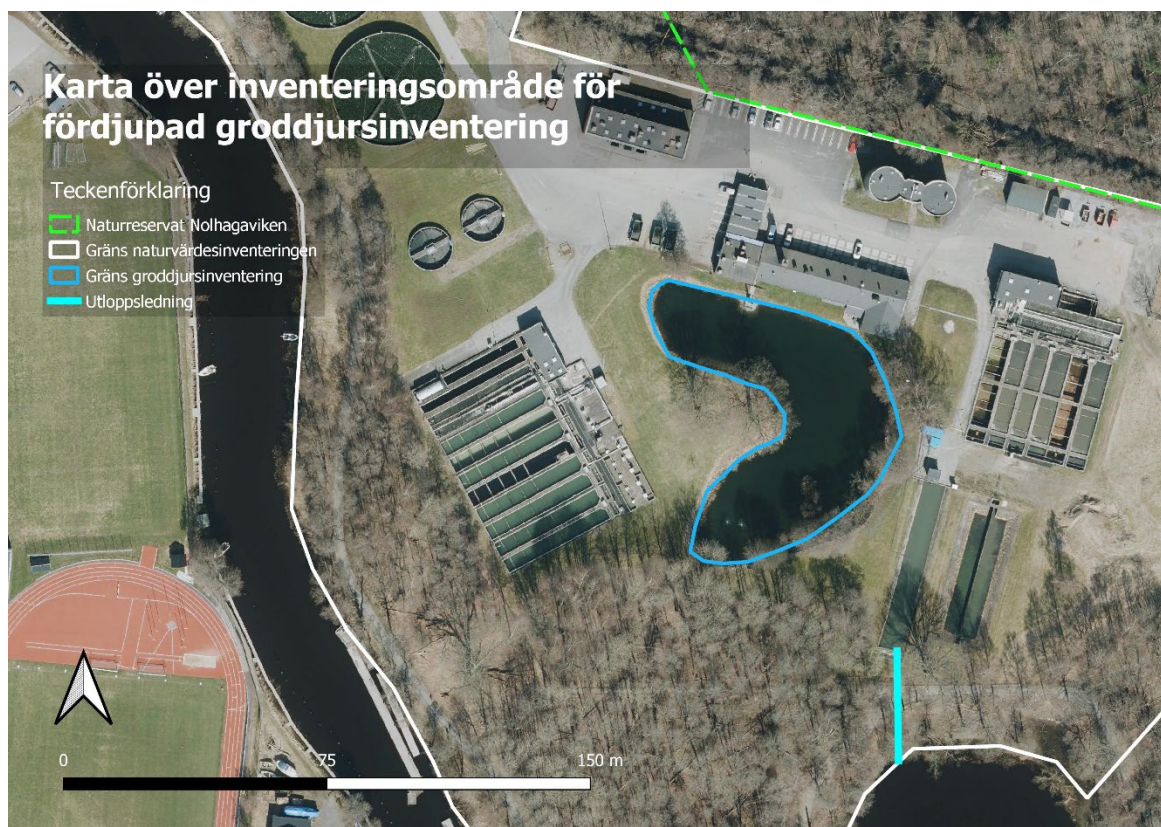 Karta över inventeringsområde för
fördjupad groddjursinventering
Teckenförklaring
Naturreservat Nolhagaviken
Gräns naturvärdesinventeringen
Gräns groddjursinventering
Utloppsledning
0 75 150 m